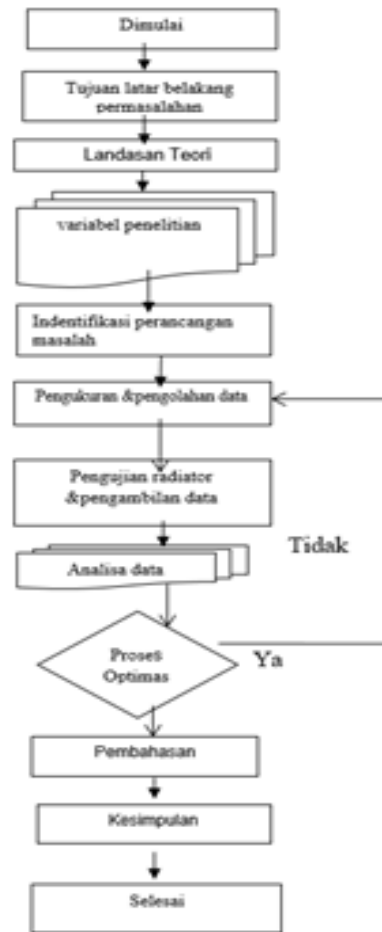 Dimulai
Tujuan latar belakang
permasalahan
Landasan Teori
variabel penelitian
Indentifikasi perancangan
masalah
Pengukuran &pengolahan data
Pengujian radiator
&pengambilan data
Tidak
Analisa data
Proses
Optimas
Ya
Pembahasan
Kesimpulan
Selesai